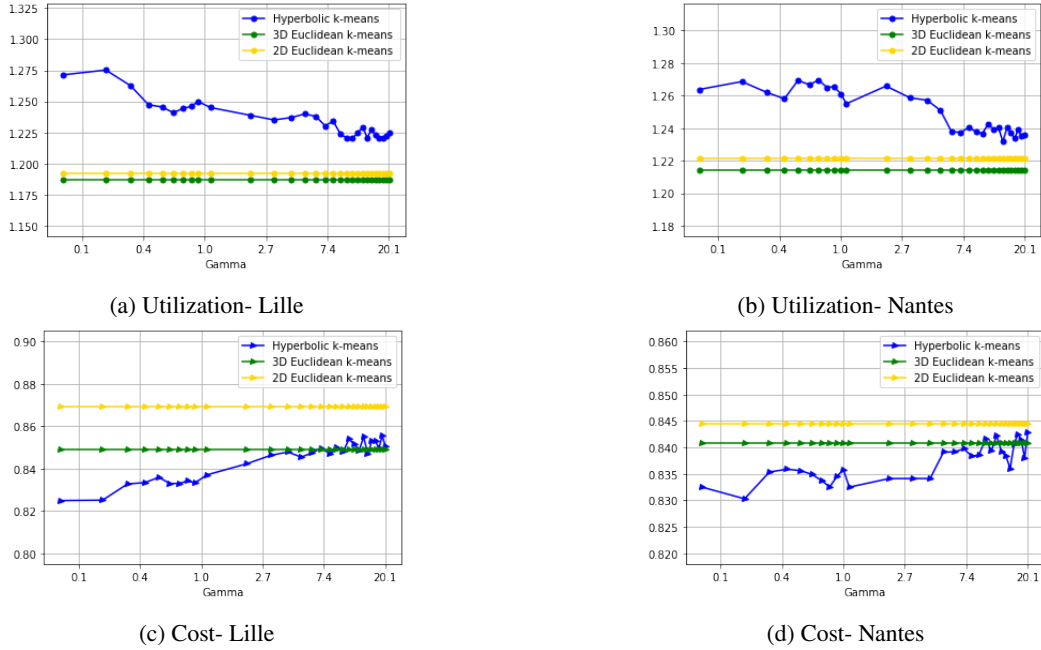 1.325
1.300
1.275
1.250
1.225
1.200
1.175
1.150
Hyperbolic k-means
3D Euclidean k-means
2D Euclidean k-means
0.1 0.4 1.0 2.7 7.4 20.1
Gamma
(a) Utilization- Lille
1.30
1.28
1.26
1.24
1.22
1.20
1.18
Hyperbolic k-means
3D Euclidean k-means
2D Euclidean k-means
0.1 0.4 1.0 2.7 7.4 20.1
Gamma
(b) Utilization- Nantes
0.90
0.88
0.86
0.84
0.82
0.80
Hyperbolic k-means
3D Euclidean k-means
2D Euclidean k-means
0.1 0.4 1.0 2.7 7.4 20.1
Gamma
(c) Cost- Lille
0.860
0.855
0.850
0.845
0.840
0.835
0.830
0.825
0.820
Hyperbolic k-means
3D Euclidean k-means
2D Euclidean k-means
0.1 0.4 1.0 2.7 7.4 20.1
Gamma
(d) Cost- Nantes